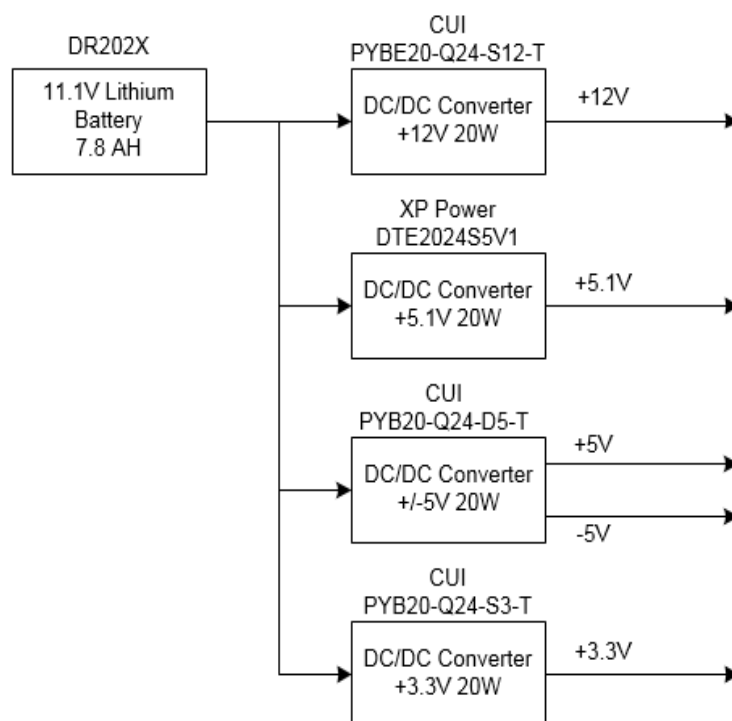 DR202X
11.1V Lithium
Battery
7.8 AH
CUI
PYBE20-Q24-S12-T
DC/DC Converter
+12V 20W
+12V
XP Power
DTE2024S5V1
DC/DC Converter
+5.1V 20W
+5.1V
CUI
PYB20-Q24-D5-T
DC/DC Converter
+/-5V 20W
+5V
-5V
CUI
PYB20-Q24-S3-T
DC/DC Converter
+3.3V 20W
+3.3V